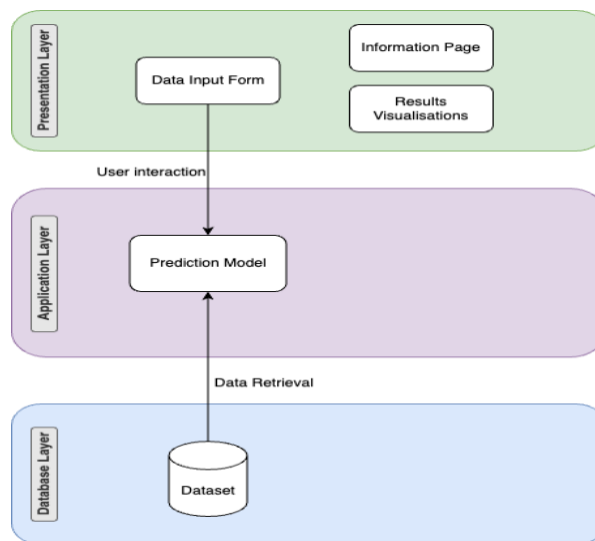 Presentation Layer
Data Input Form
Information Page
Results
Visualisations
User interaction
Application Layer
Prediction Model
Data Retrieval
Database Layer
Dataset